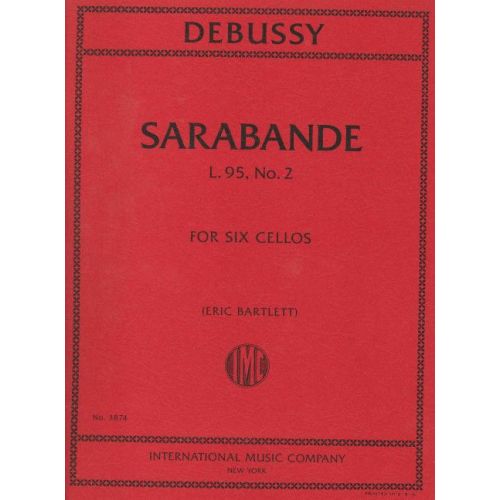 DEBUSSY
SARABANDE
L. 95, No. 2
FOR SIX CELLOS
(ERIC BARTLETT)
IMC
No. 3874
INTERNATIONAL MUSIC COMPANY
NEW YORK